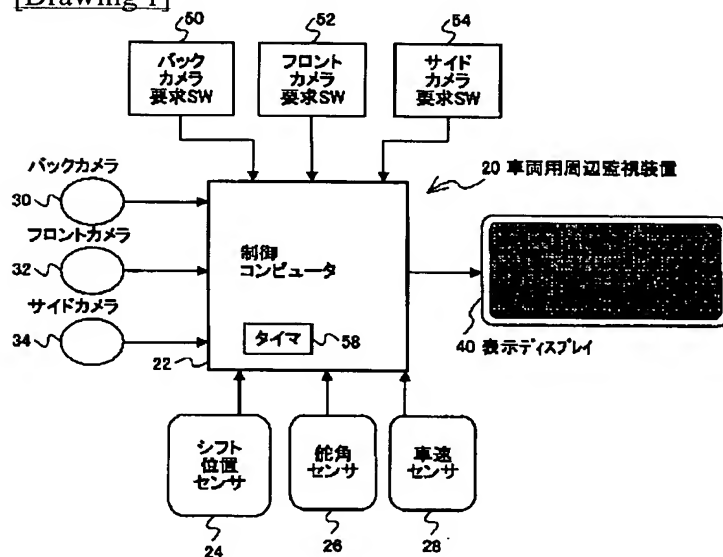 [Drawing 1]
50
52
54
バック
カメラ
要求SW
フロント
カメラ
要求SW
サイド
カメラ
要求SW
バックカメラ
30
フロントカメラ
32
サイドカメラ
34
制御
コンピュータ
タイマ
58
22
20 車両用周辺監視装置
40 表示ディスプレイ
シフト
位置
センサ
舵角
センサ
車速
センサ
24
26
28